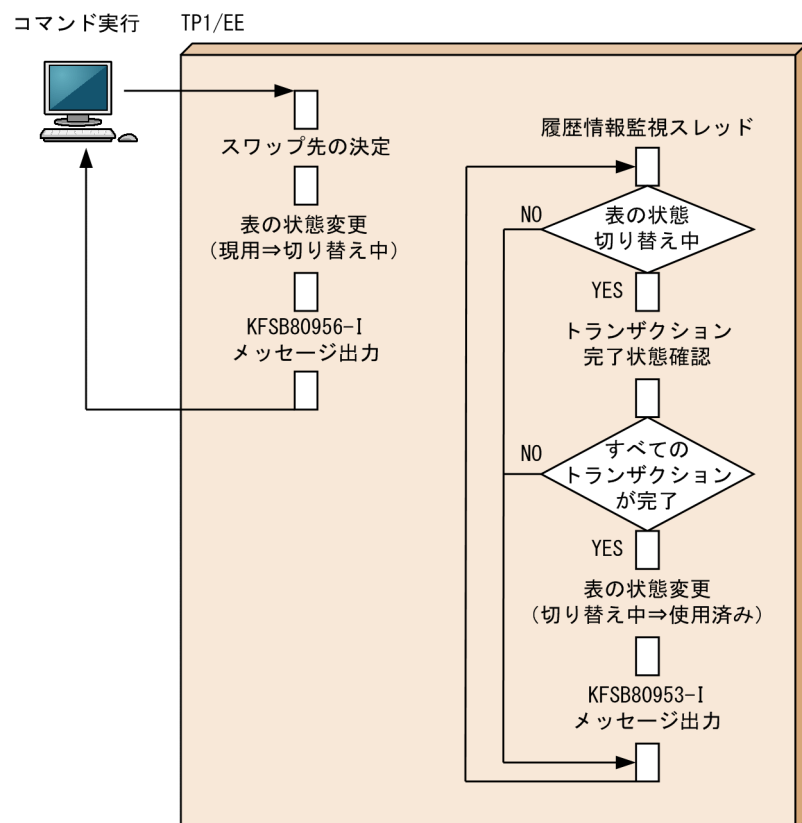 コマンド実行
TP1/EE
スワップ先の決定
表の状態変更
(現用⇒切り替え中)
KFSB80956-I
メッセージ出力
履歴情報監視スレッド
表の状態
切り替え中
NO
YES
トランザクション
完了状態確認
すべての
トランザクション
が完了
NO
YES
表の状態変更
(切り替え中⇒使用済み)
KFSB80953-I
メッセージ出力